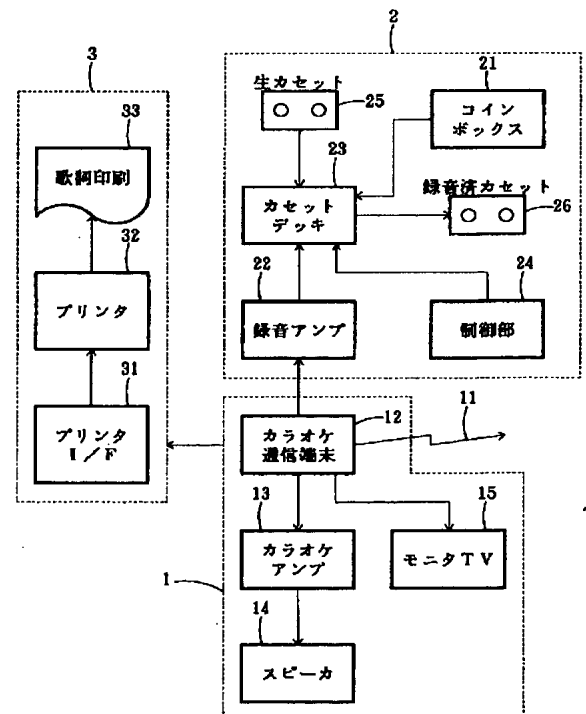 2
3
生カセット
25
21
コイン
ボックス
33
歌詞印刷
23
カセット
デッキ
録音済カセット
26
32
プリンタ
22
録音アンプ
24
制御部
31
プリンタ
I/F
12
カラオケ
通信端末
11
13
カラオケ
アンプ
15
モニタTV
1
14
スピーカ